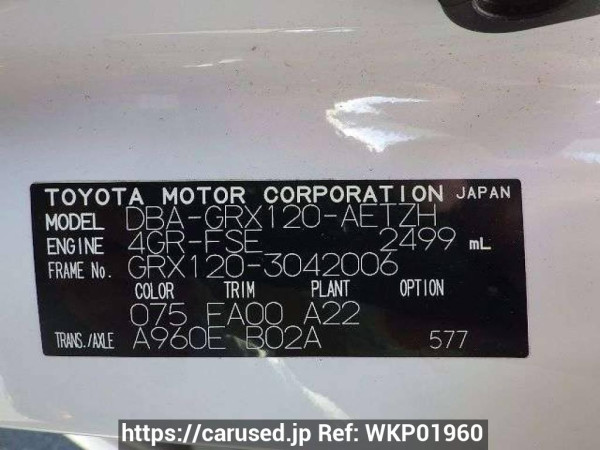 TOYOTA MOTOR CORPORATION JAPAN
MODEL DBA-GRX120-AETZH
ENGINE 4GR-FSE 2499 mL
FRAME No. GRX120-3042006
COLOR TRIM PLANT OPTION
075 FA00 A22
TRANS./AXLE A960E B02A 577
https://carused.jp Ref: WKP01960